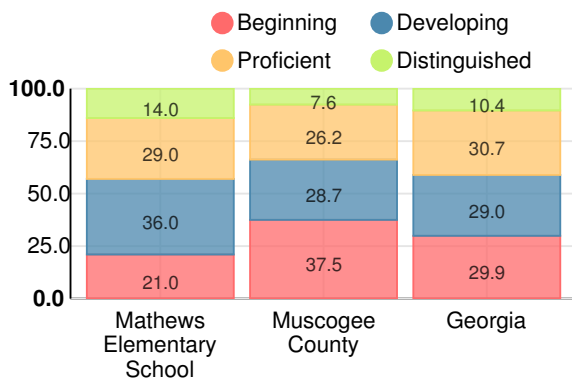 Beginning
Developing
Proficient
Distinguished
100.0
75.0
50.0
25.0
0.0
14.0
29.0
36.0
21.0
7.6
26.2
28.7
37.5
10.4
30.7
29.0
29.9
Mathews
Elementary
School
Muscogee
County
Georgia